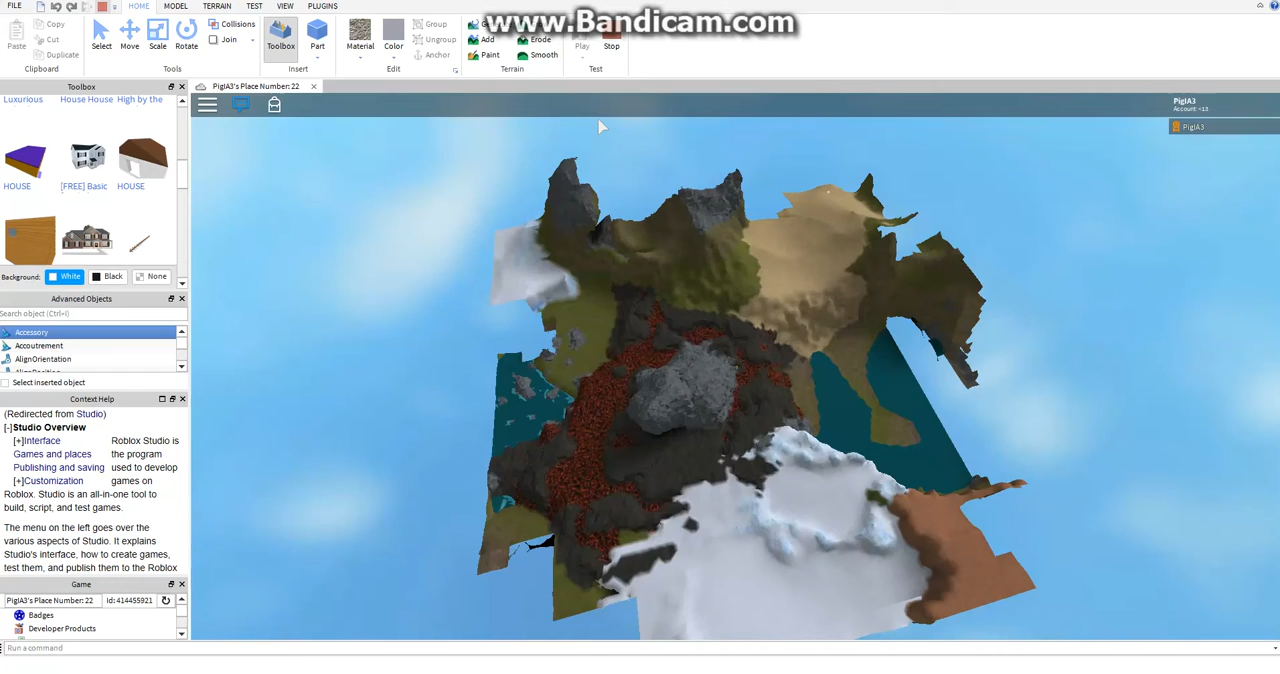 www.Bandicam.com
FILE HOME MODEL TERRAIN TEST VIEW PLUGINS
Paste Copy Cut Duplicate Select Move Scale Rotate Collisions Join Toolbox Part Material Color Group Ungroup Anchor Add Paint Erode Smooth Play Stop
Clipboard Tools Insert Edit Terrain Test
Toolbox
PigIA3's Place Number: 22
Luxurious House House High by the
PigIA3
Account: <13
PigIA3
HOUSE [FREE] Basic HOUSE
Background: White Black None
Advanced Objects
Search object (Ctrl+I)
Accessory
Accoutrement
AlignOrientation
Select inserted object
Context Help
(Redirected from Studio)
[-]Studio Overview
[+]Interface
Games and places
Publishing and saving
[+]Customization
Roblox Studio is
the program
used to develop
games on
Roblox. Studio is an all-in-one tool to
build, script, and test games.
The menu on the left goes over the
various aspects of Studio. It explains
Studio's interface, how to create games,
test them, and publish them to the Roblox
Game
PigIA3's Place Number: 22 Id: 414455921
Badges
Developer Products
Run a command